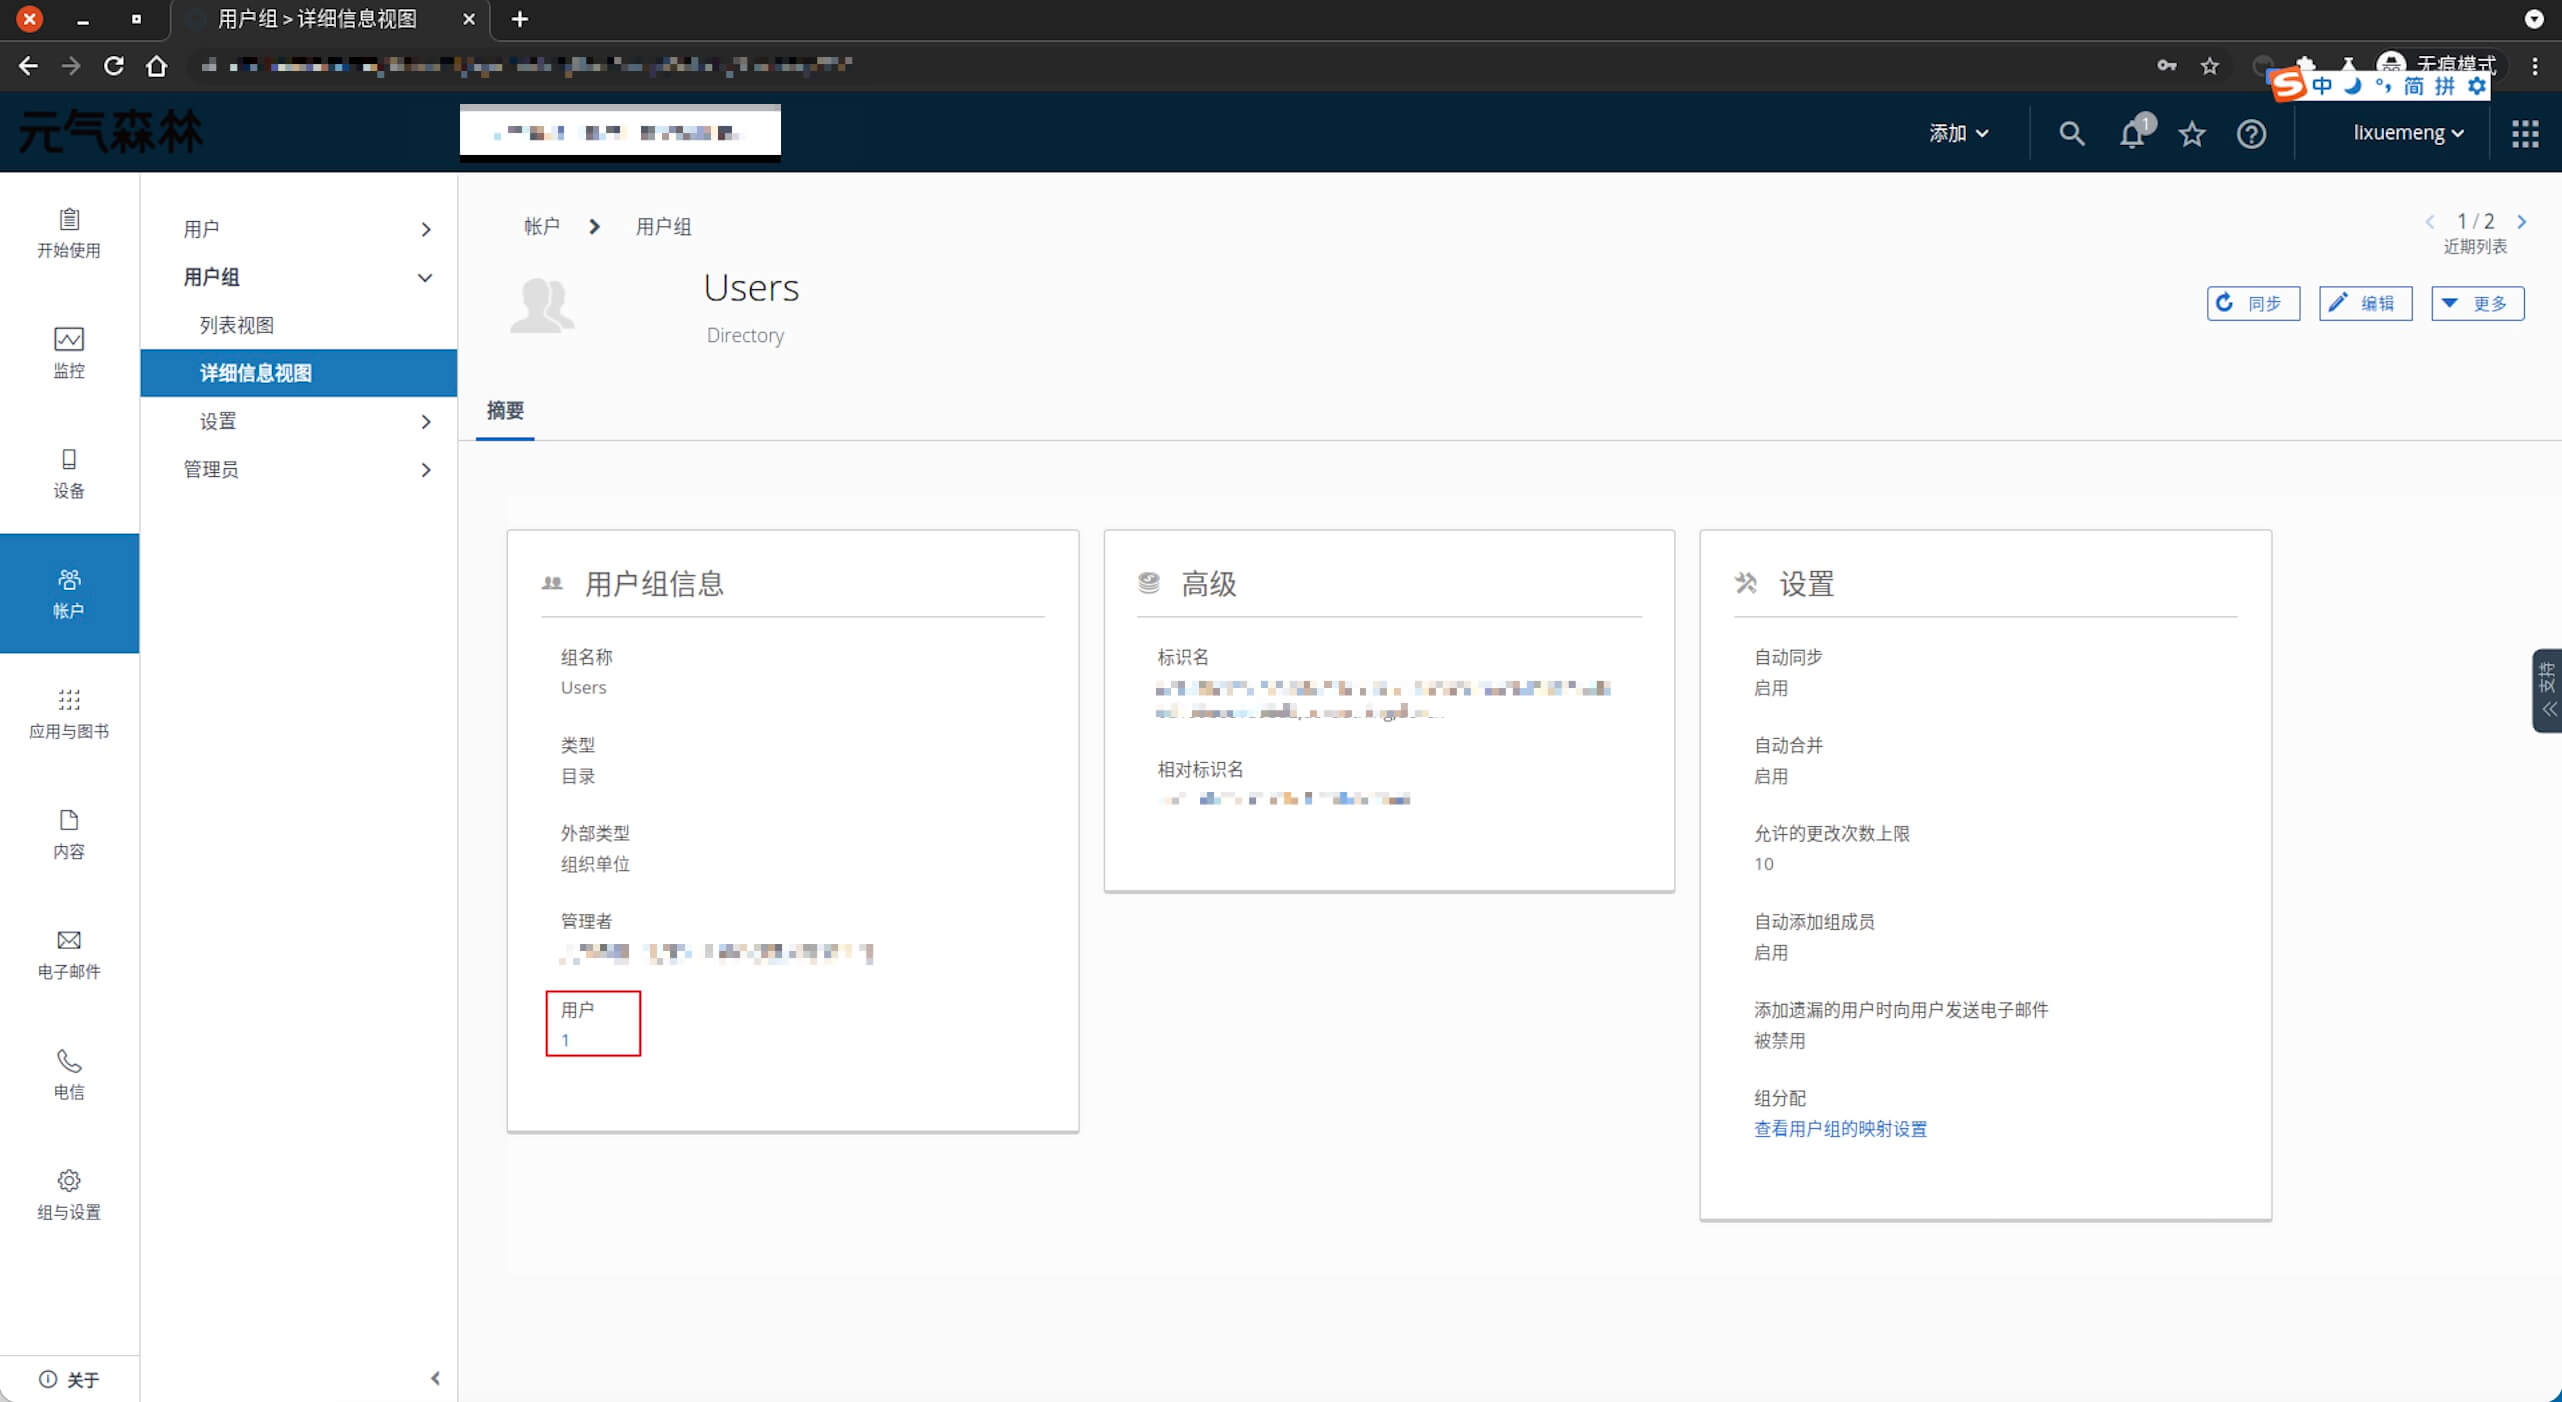 用户组 > 详细信息视图
无痕模式
中 简 拼
元气森林
添加
1
lixuemeng
开始使用
监控
设备
帐户
应用与图书
内容
电子邮件
电信
组与设置
关于
用户
用户组
列表视图
详细信息视图
设置
管理员
帐户 用户组
1 / 2
近期列表
Users
Directory
同步
编辑
更多
摘要
用户组信息
组名称
Users
类型
目录
外部类型
组织单位
管理者
用户
1
高级
标识名
相对标识名
设置
自动同步
启用
自动合并
启用
允许的更改次数上限
10
自动添加组成员
启用
添加遗漏的用户时向用户发送电子邮件
被禁用
组分配
查看用户组的映射设置
支持